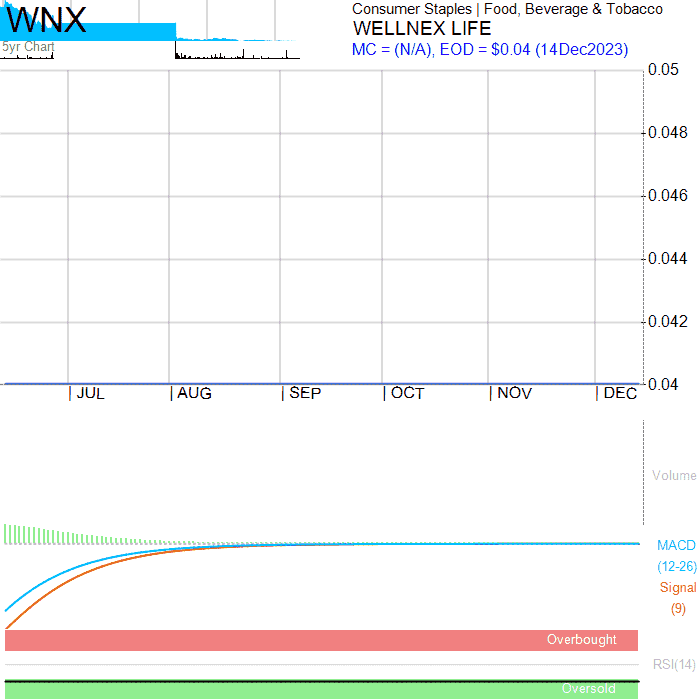 WNX
5yr Chart
Consumer Staples | Food, Beverage & Tobacco
WELLNEX LIFE
MC = (N/A), EOD = $0.04 (14Dec2023)
0.05
0.048
0.046
0.044
0.042
0.04
| JUL | AUG | SEP | OCT | NOV | DEC
Volume
MACD
(12-26)
Signal
(9)
Overbought
RSI(14)
Oversold